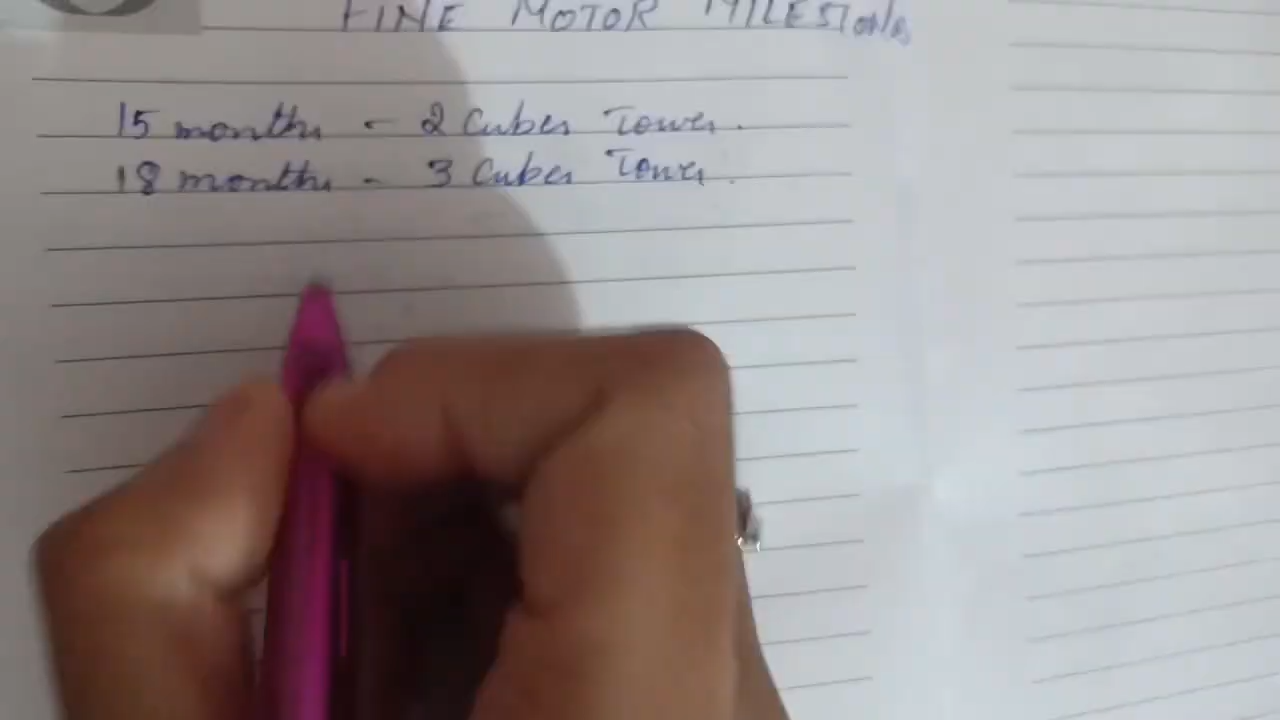 FINE MOTOR MILESTONES
15 months - 2 Cubes Tower.
18 months - 3 Cubes Tower.